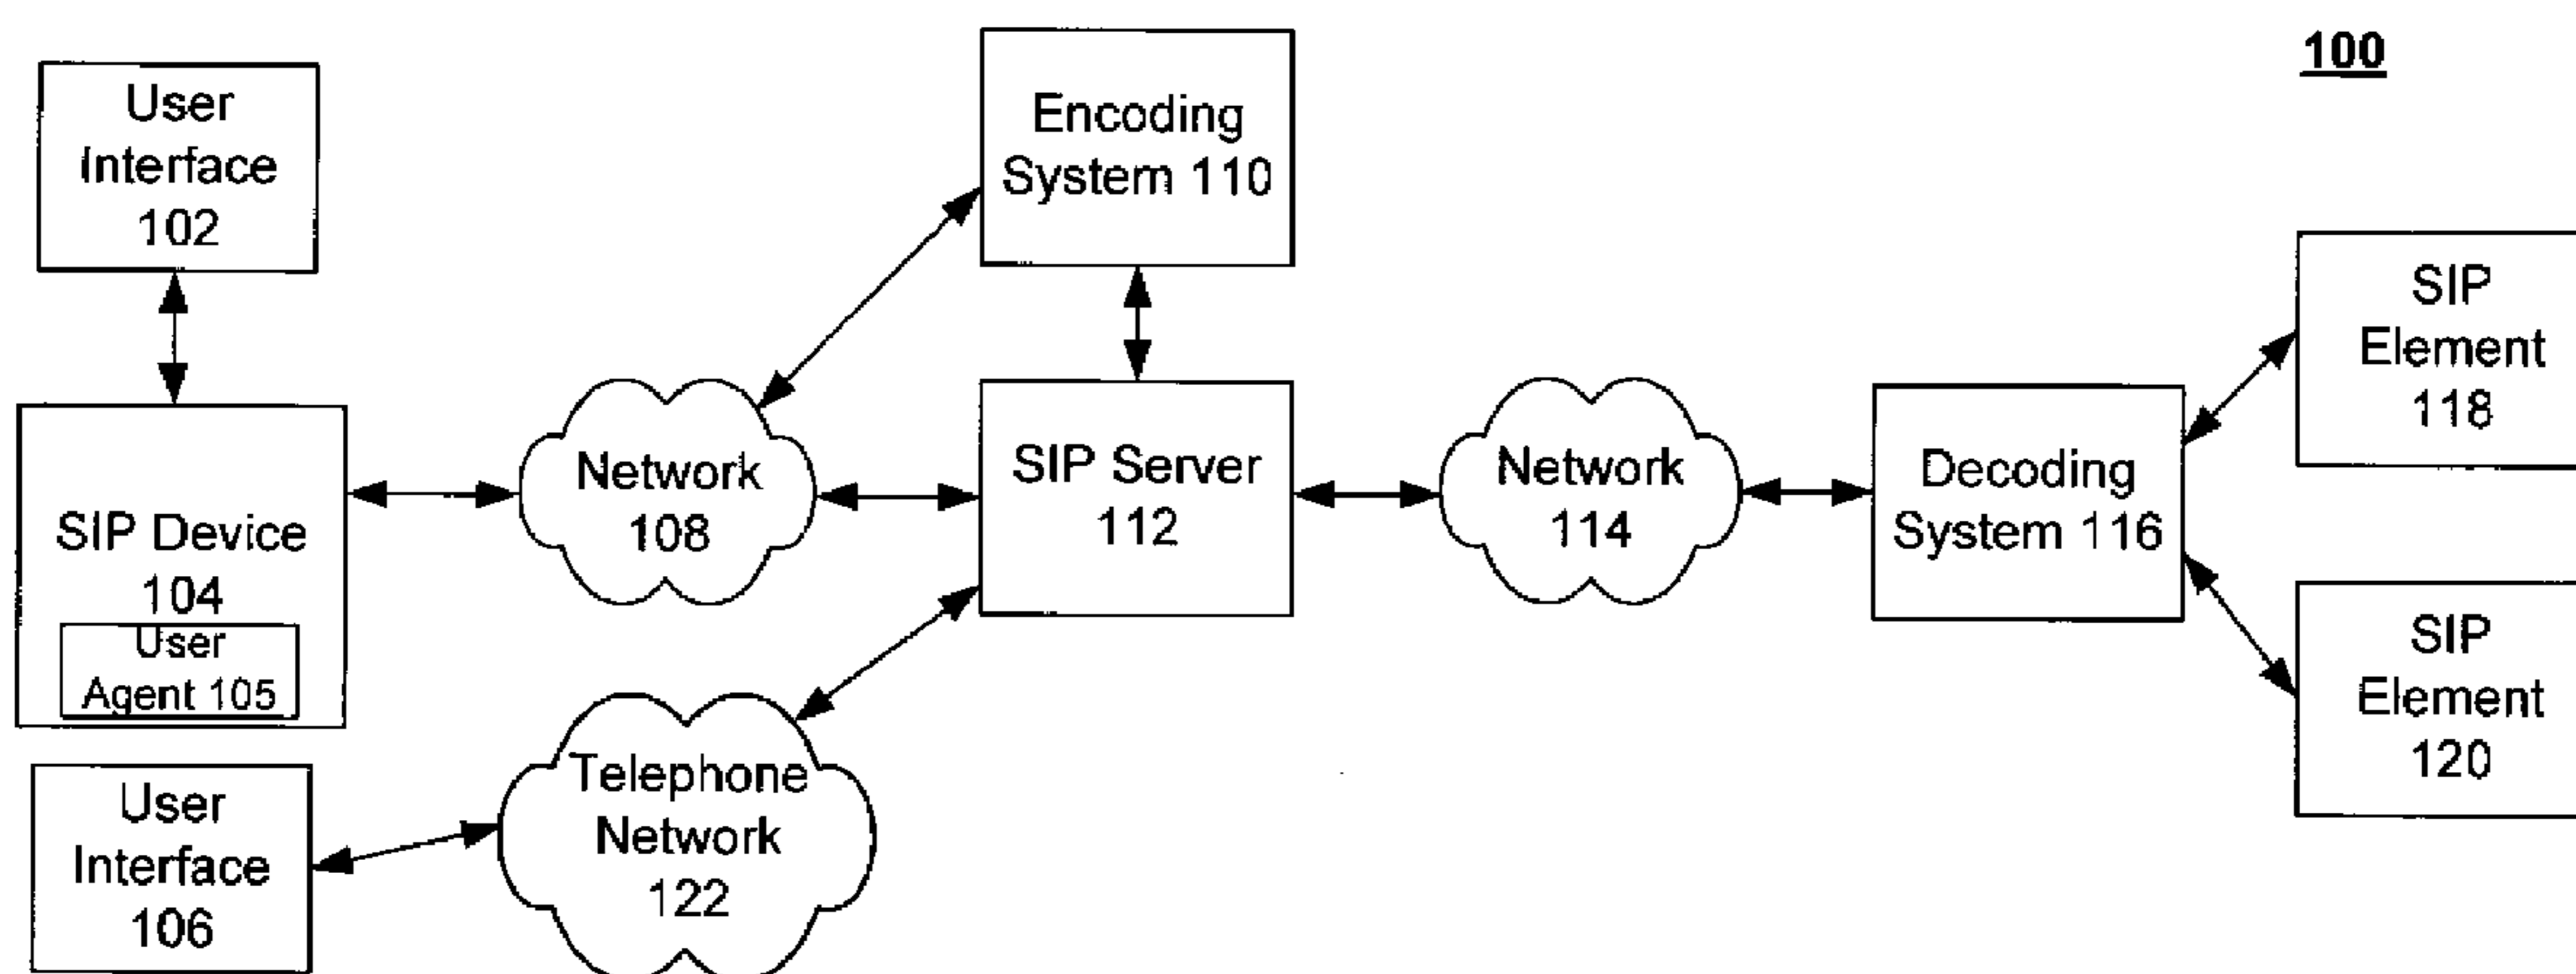 100
User
Interface
102
Encoding
System 110
SIP
Element
118
SIP Device
104
User
Agent 105
Network
108
SIP Server
112
Network
114
Decoding
System 116
SIP
Element
120
User
Interface
106
Telephone
Network
122